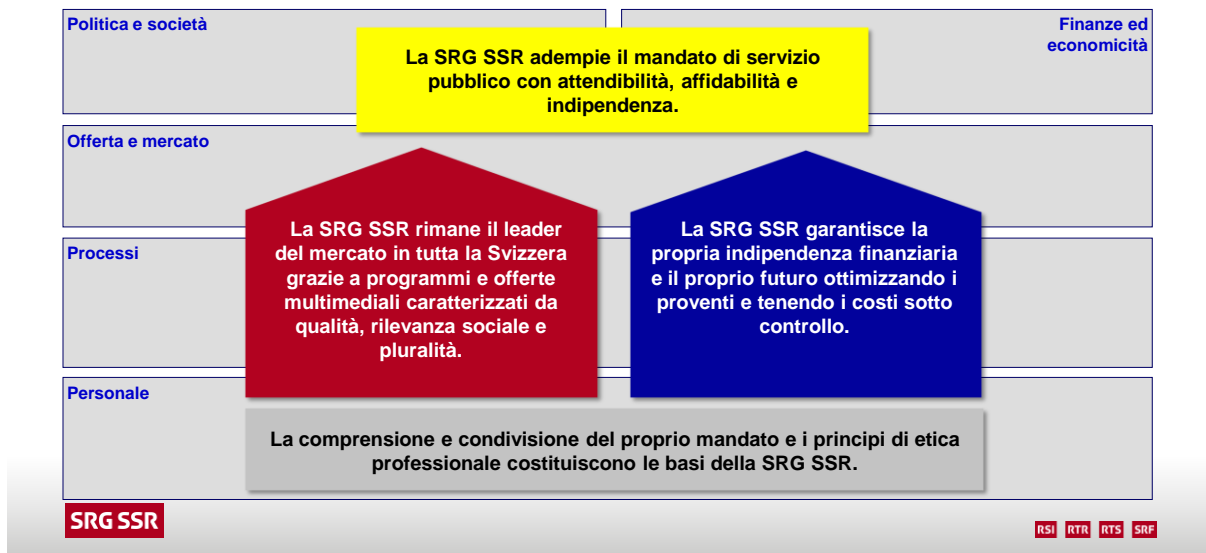 Politica e società
Finanze ed
economicità
La SRG SSR adempie il mandato di servizio
pubblico con attendibilità, affidabilità e
indipendenza.
Offerta e mercato
La SRG SSR rimane il leader
del mercato in tutta la Svizzera
grazie a programmi e offerte
multimediali caratterizzati da
qualità, rilevanza sociale e
pluralità.
La SRG SSR garantisce la
propria indipendenza finanziaria
e il proprio futuro ottimizzando i
proventi e tenendo i costi sotto
controllo.
Processi
Personale
La comprensione e condivisione del proprio mandato e i principi di etica
professionale costituiscono le basi della SRG SSR.
SRG SSR
RSI RTR RTS SRF